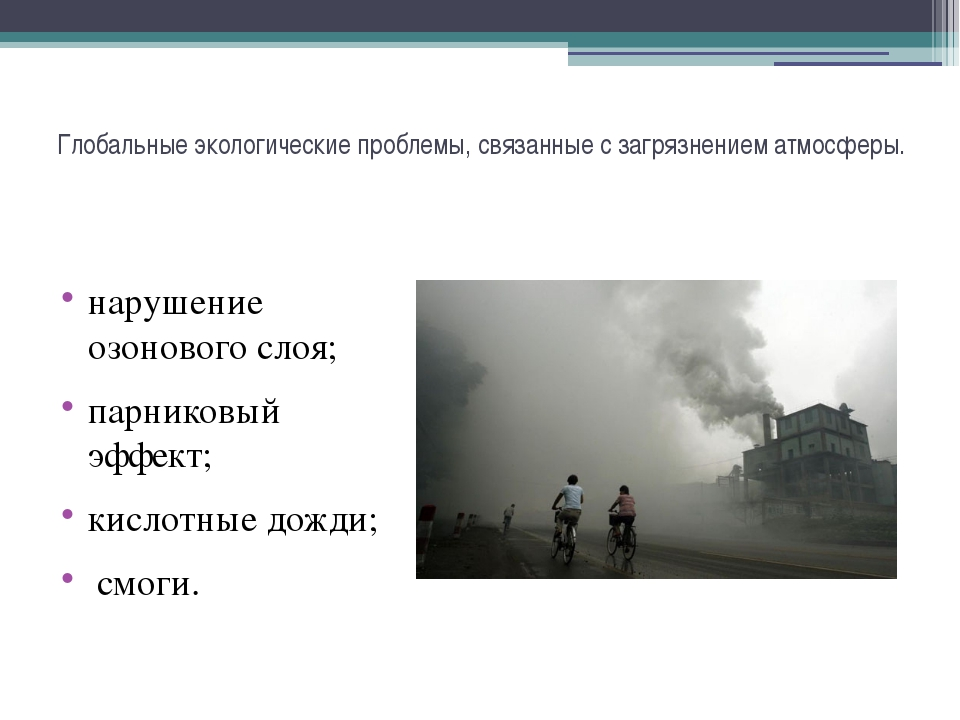 Глобальные экологические проблемы, связанные с загрязнением атмосферы.
• нарушение
озонового слоя;
• парниковый
эффект;
• кислотные дожди;
• смоги.